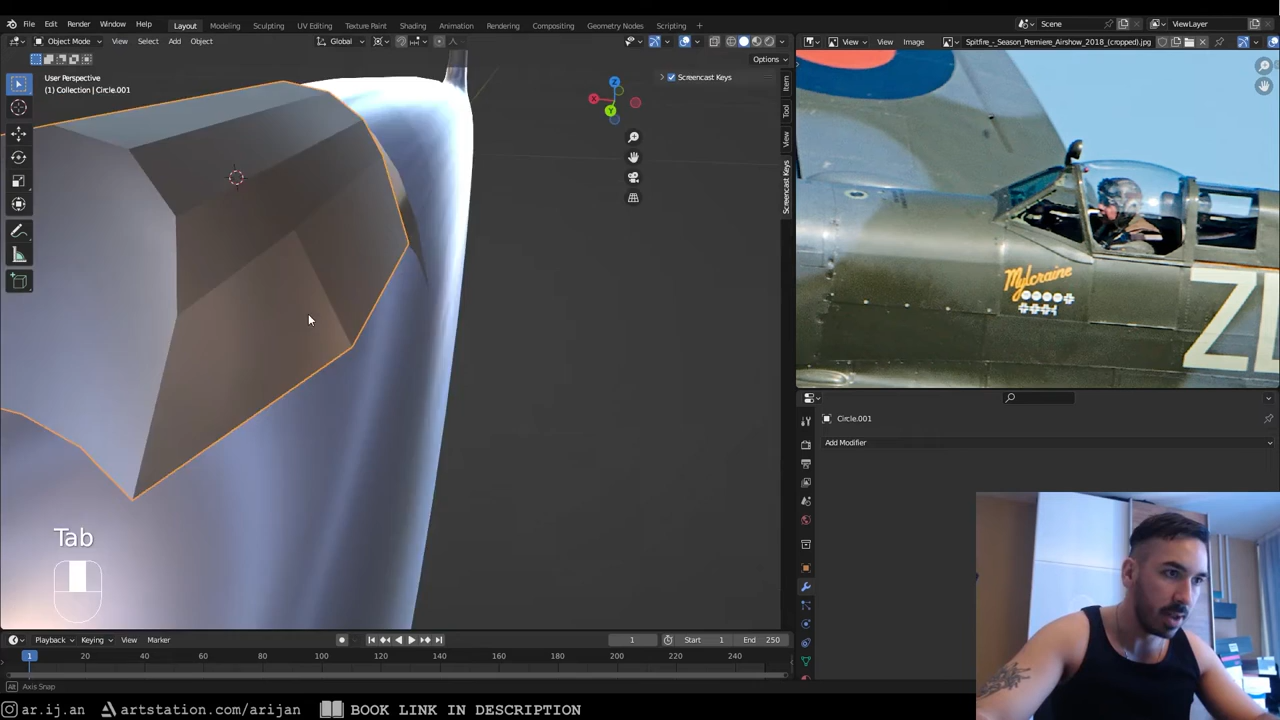 File Edit Render Window Help
Layout Modeling Sculpting UV Editing Texture Paint Shading Animation Rendering Compositing Geometry Nodes Scripting +
Scene
ViewLayer
Object Mode View Select Add Object
Global
View View Image
Spitfire_-_Season_Premiere_Airshow_2018_(cropped).jpg
Options
User Perspective
(1) Collection | Circle.001
Screencast Keys
Z
X
Y
Item
Tool
View
Screencast Keys
Mylcraine
ZL
Circle.001
Add Modifier
Tab
Playback Keying View Marker
1
Start 1
End 250
1
20 40 60 80 100 120 140 160 180 200 220 240
Alt Axis Snap
ar.ij.an artstation.com/arijan BOOK LINK IN DESCRIPTION